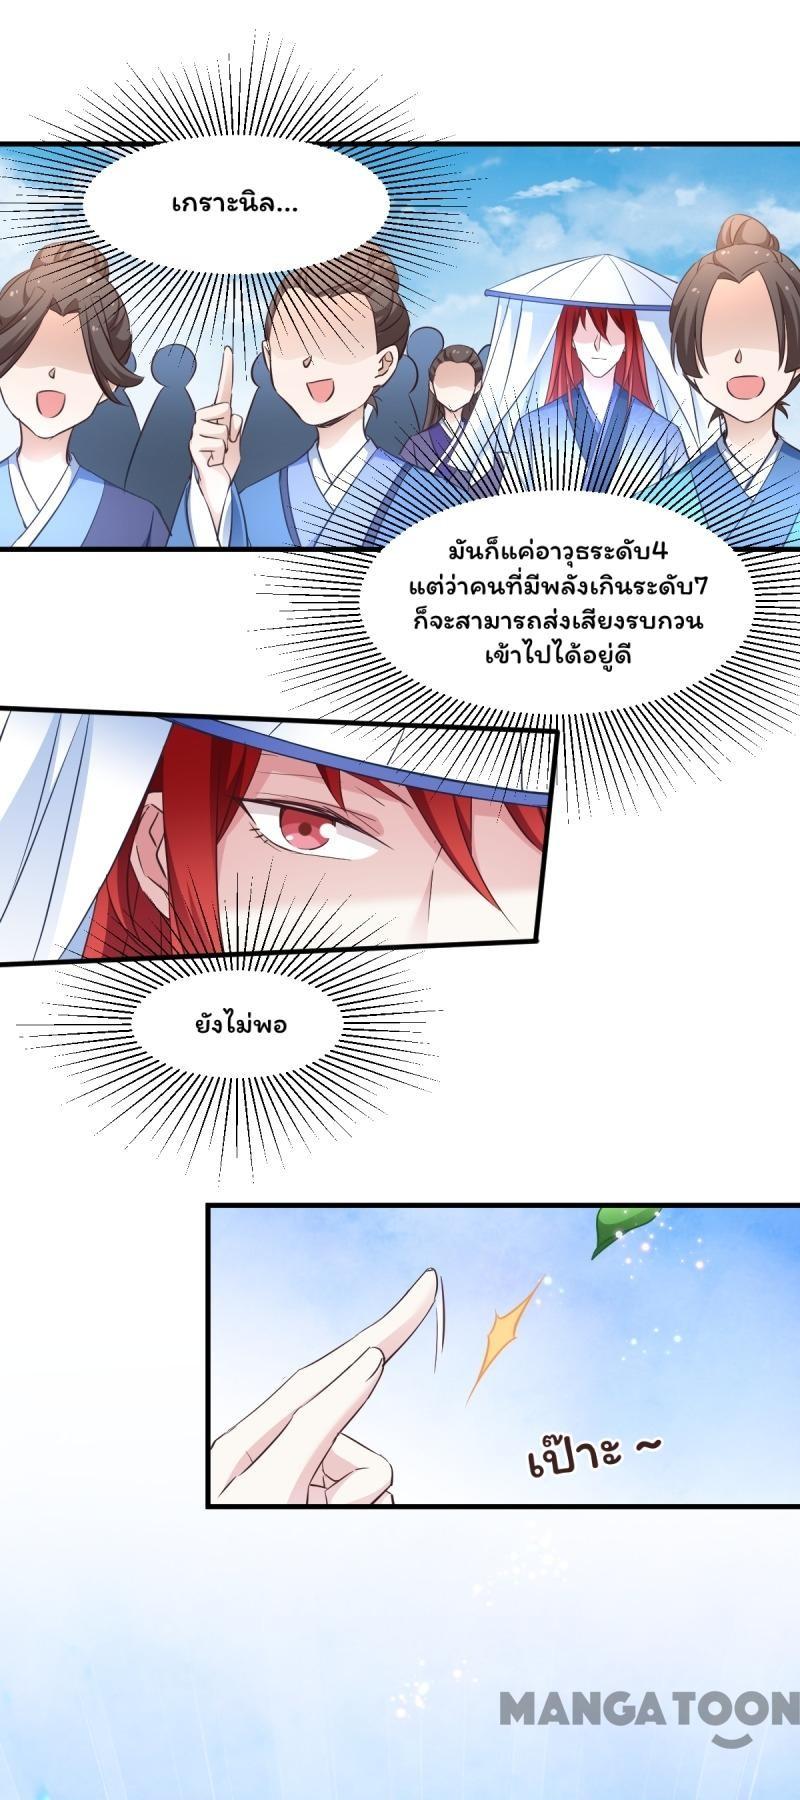 เกราะนิล...
มันก็แค่อาวุธระดับ4
แต่ว่าคนที่มีพลังเกินระดับ7
ก็จะสามารถส่งเสียงรบกวน
เข้าไปได้อยู่ดี
ยังไม่พอ
เป๊าะ ~
MANGA TOON